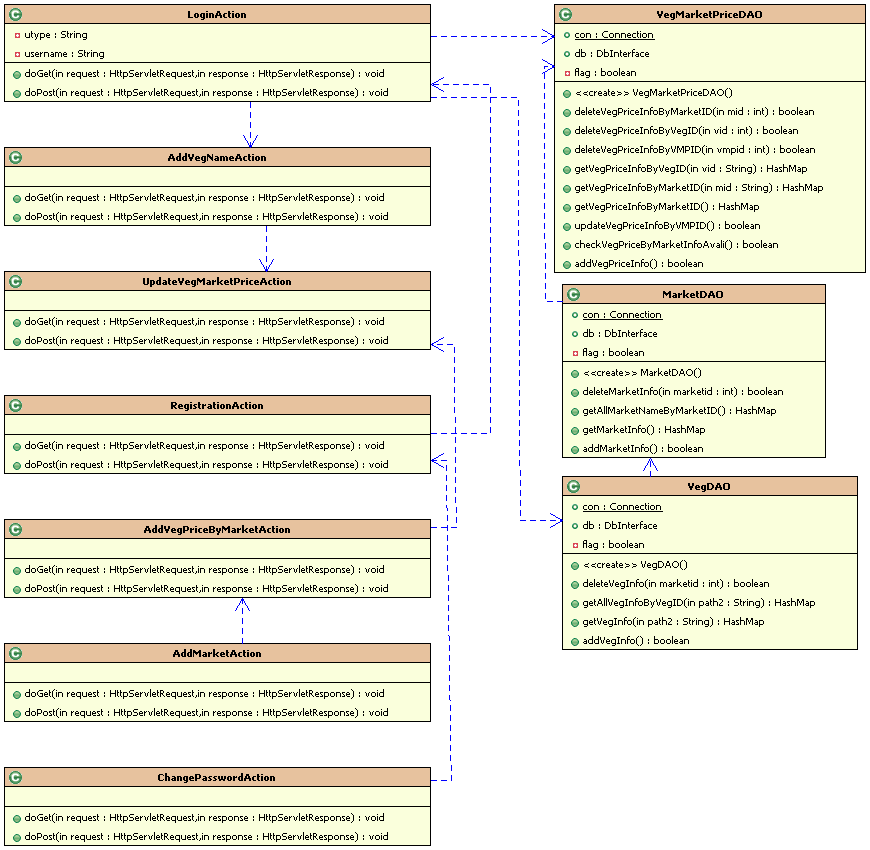 LoginAction
utype : String
username : String
doGet(in request : HttpServletRequest,in response : HttpServletResponse) : void
doPost(in request : HttpServletRequest,in response : HttpServletResponse) : void
AddVegNameAction
doGet(in request : HttpServletRequest,in response : HttpServletResponse) : void
doPost(in request : HttpServletRequest,in response : HttpServletResponse) : void
UpdateVegMarketPriceAction
doGet(in request : HttpServletRequest,in response : HttpServletResponse) : void
doPost(in request : HttpServletRequest,in response : HttpServletResponse) : void
RegistrationAction
doGet(in request : HttpServletRequest,in response : HttpServletResponse) : void
doPost(in request : HttpServletRequest,in response : HttpServletResponse) : void
AddVegPriceByMarketAction
doGet(in request : HttpServletRequest,in response : HttpServletResponse) : void
doPost(in request : HttpServletRequest,in response : HttpServletResponse) : void
AddMarketAction
doGet(in request : HttpServletRequest,in response : HttpServletResponse) : void
doPost(in request : HttpServletRequest,in response : HttpServletResponse) : void
ChangePasswordAction
doGet(in request : HttpServletRequest,in response : HttpServletResponse) : void
doPost(in request : HttpServletRequest,in response : HttpServletResponse) : void
VegMarketPriceDAO
con : Connection
db : DbInterface
flag : boolean
<<create>> VegMarketPriceDAO()
deleteVegPriceInfoByMarketID(in mid : int) : boolean
deleteVegPriceInfoByVegID(in vid : int) : boolean
deleteVegPriceInfoByVMPID(in vmpid : int) : boolean
getVegPriceInfoByVegID(in vid : String) : HashMap
getVegPriceInfoByMarketID(in mid : String) : HashMap
getVegPriceInfoByMarketID() : HashMap
updateVegPriceInfoByVMPID() : boolean
checkVegPriceByMarketInfoAvali() : boolean
addVegPriceInfo() : boolean
MarketDAO
con : Connection
db : DbInterface
flag : boolean
<<create>> MarketDAO()
deleteMarketInfo(in marketid : int) : boolean
getAllMarketNameByMarketID() : HashMap
getMarketInfo() : HashMap
addMarketInfo() : boolean
VegDAO
con : Connection
db : DbInterface
flag : boolean
<<create>> VegDAO()
deleteVegInfo(in marketid : int) : boolean
getAllVegInfoByVegID(in path2 : String) : HashMap
getVegInfo(in path2 : String) : HashMap
addVegInfo() : boolean